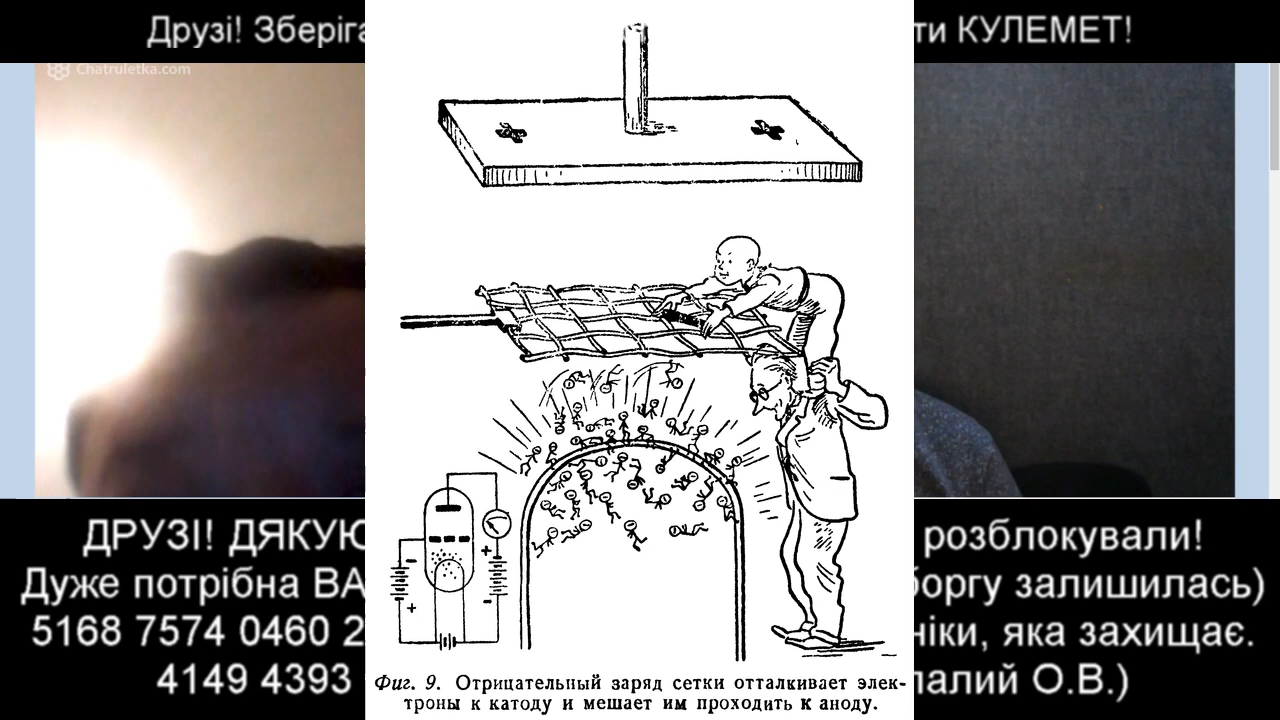 Друзі! Зберіга
ти КУЛЕМЕТ!
Chatruletka.com
Фиг. 9. Отрицательный заряд сетки отталкивает элек-
троны к катоду и мешает им проходить к аноду.
ДРУЗІ! ДЯКУЮ
розблокували!
Дуже потрібна ВА
боргу залишилась)
5168 7574 0460 2
ніки, яка захищає.
4149 4393
палий О.В.)